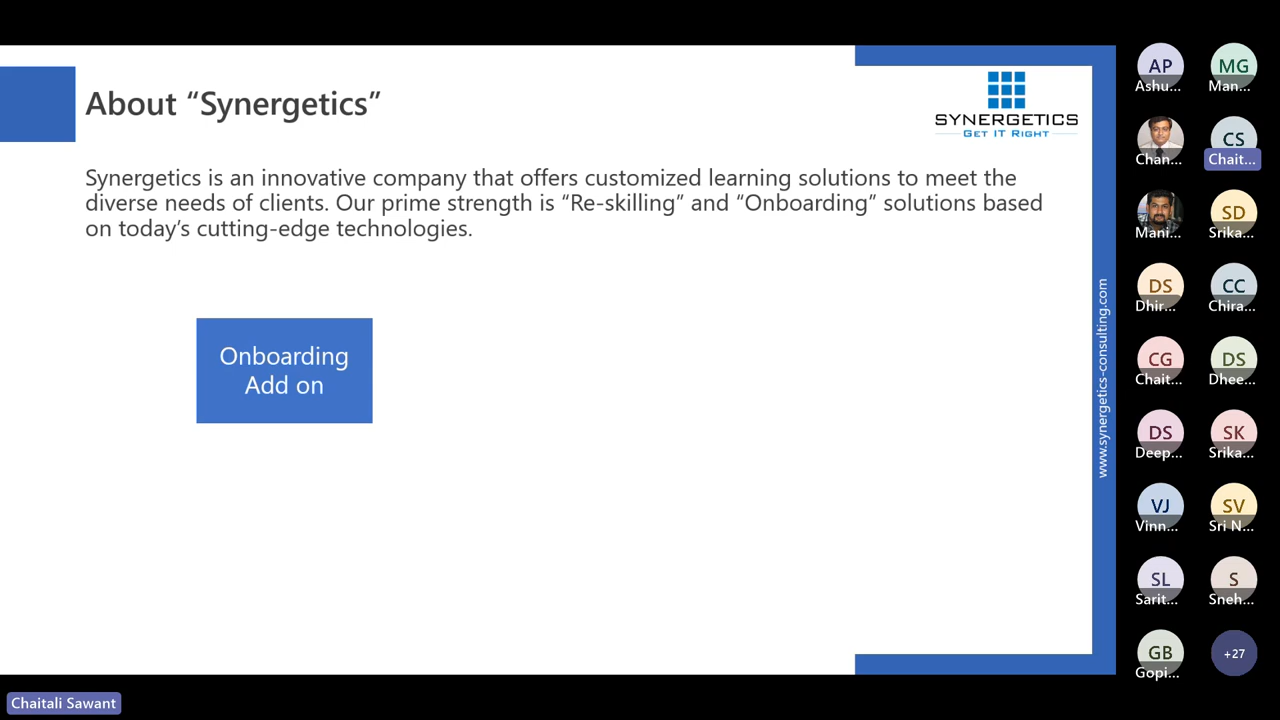 About “Synergetics”
SYNERGETICS
GET IT RIGHT
Synergetics is an innovative company that offers customized learning solutions to meet the
diverse needs of clients. Our prime strength is “Re-skilling” and “Onboarding” solutions based
on today’s cutting-edge technologies.
Onboarding
Add on
www.synergetics-consulting.com
AP
Ashu...
MG
Man...
Chan...
CS
Chait...
Mani...
SD
Srika...
DS
Dhir...
CC
Chira...
CG
Chait...
DS
Dhee...
DS
Deep...
SK
Srika...
VJ
Vinn...
SV
Sri N...
SL
Sarit...
S
Sneh...
GB
Gopi...
+27
Chaitali Sawant